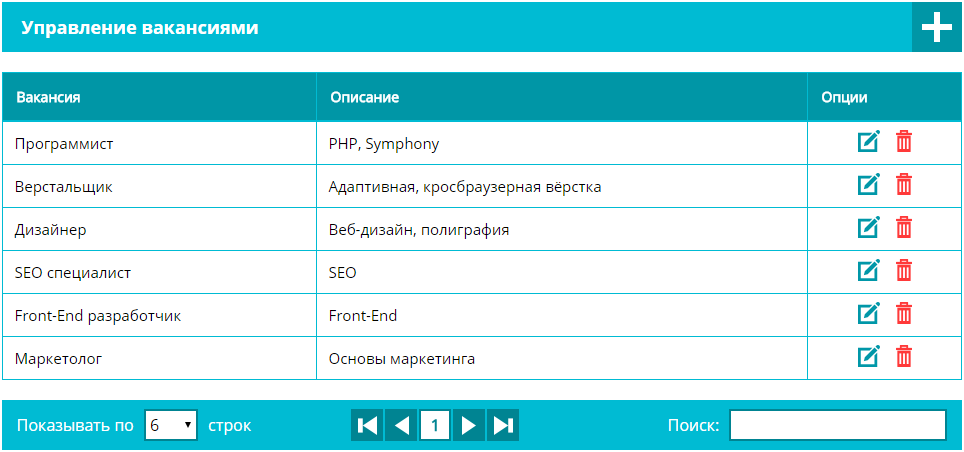 Управление вакансиями
Вакансия Описание Опции
Программист PHP, Symphony
Верстальщик Адаптивная, кросбраузерная вёрстка
Дизайнер Веб-дизайн, полиграфия
SEO специалист SEO
Front-End разработчик Front-End
Маркетолог Основы маркетинга
Показывать по 6 строк 1 Поиск: